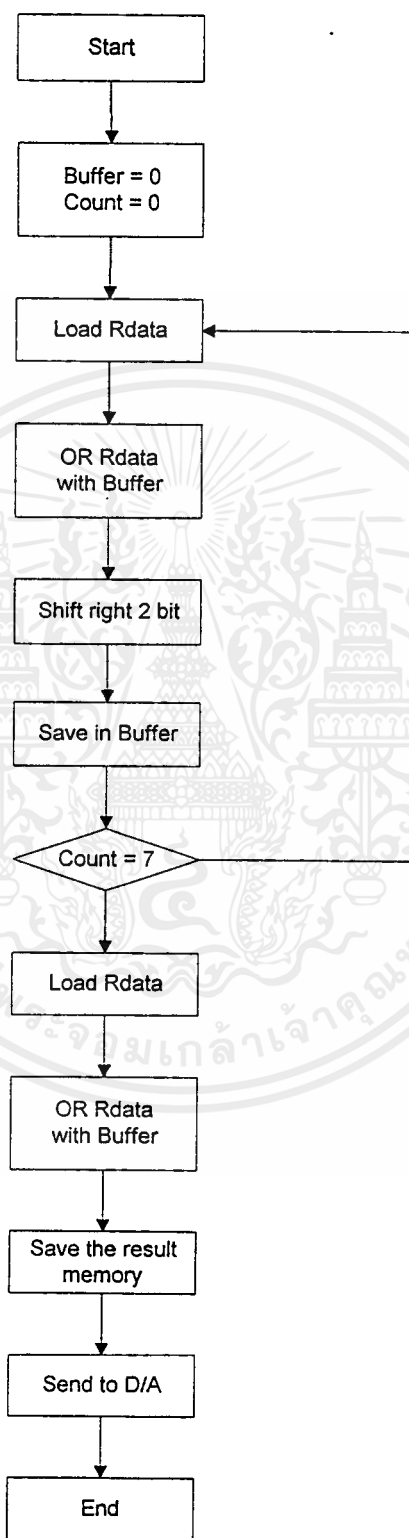 Start
Buffer = 0
Count = 0
Load Rdata
OR Rdata
with Buffer
Shift right 2 bit
Save in Buffer
Count = 7
Load Rdata
OR Rdata
with Buffer
Save the result
memory
Send to D/A
End